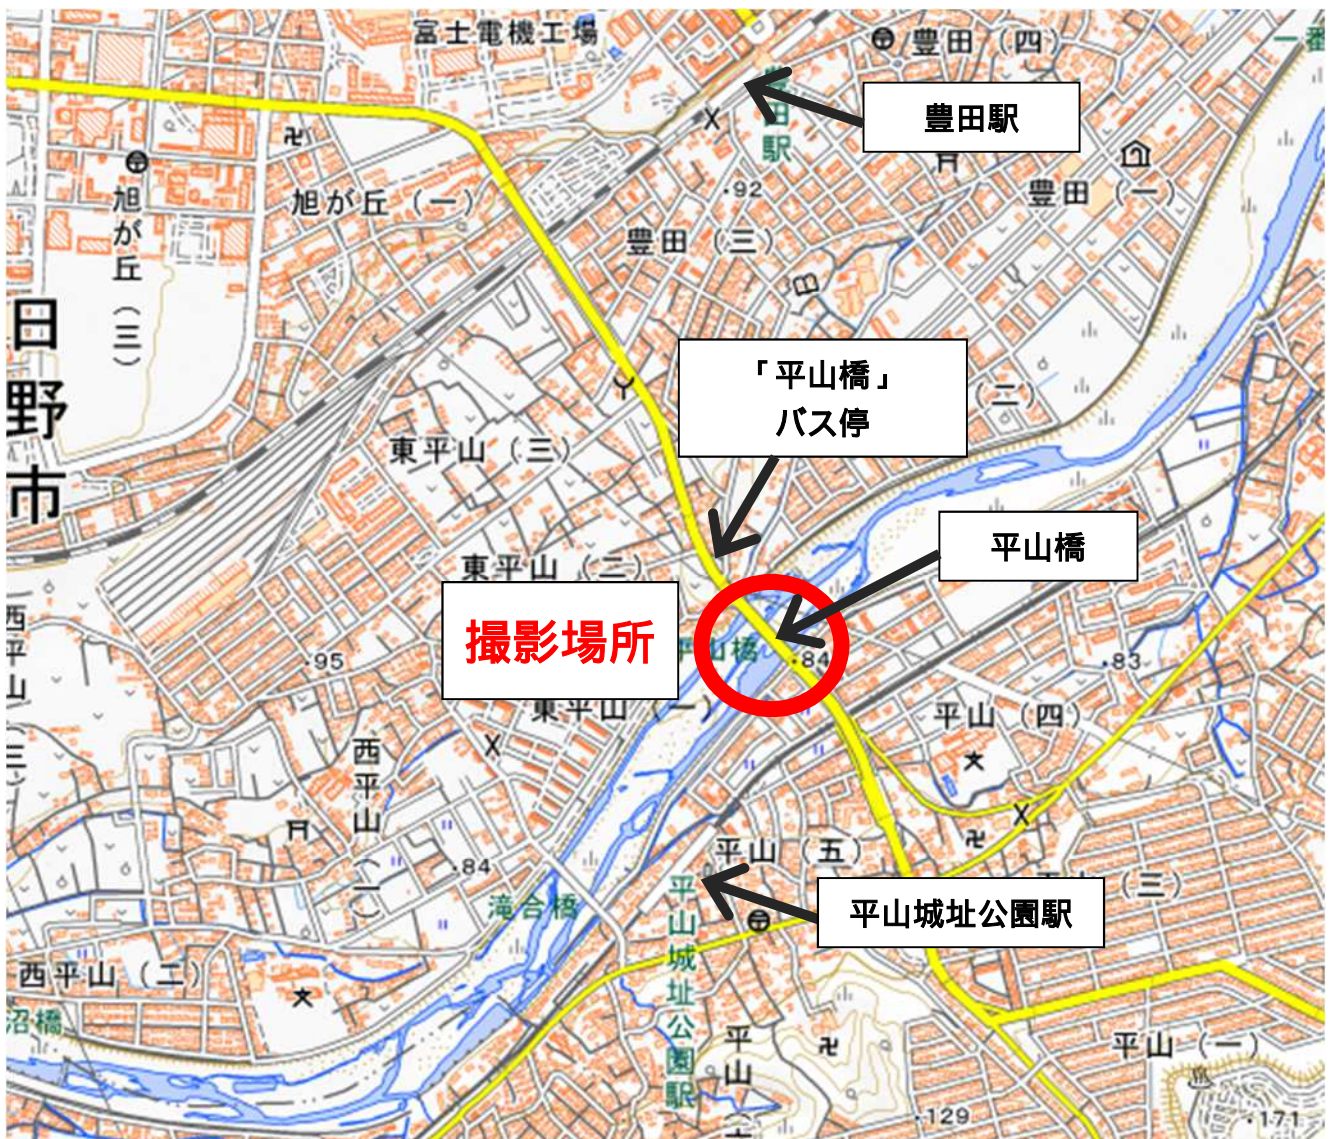 富士電機工場
豊田（四）
一番
豊田駅
豊田駅
旭が丘（一）
旭が丘（三）
・92
豊田（一）
豊田（三）
日野市
「平山橋」
バス停
（二）
東平山（三）
平山橋
東平山（二）
撮影場所
平山橋
・84
・95
・83
東平山（一）
平山（四）
西平山（三）
西平山（一）
平山（五）
・84
滝合橋
（三）
平山城址公園駅
平山城址公園駅
西平山（二）
沼橋
平山
平山（一）
・129
・171